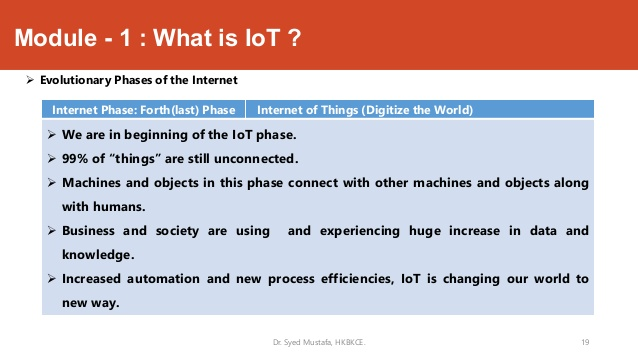 Module - 1 : What is IoT ?
➢ Evolutionary Phases of the Internet
Internet Phase: Forth(last) Phase Internet of Things (Digitize the World)
➢ We are in beginning of the IoT phase.
➢ 99% of “things” are still unconnected.
➢ Machines and objects in this phase connect with other machines and objects along
with humans.
➢ Business and society are using and experiencing huge increase in data and
knowledge.
➢ Increased automation and new process efficiencies, IoT is changing our world to
new way.
Dr. Syed Mustafa, HKBKCE. 19